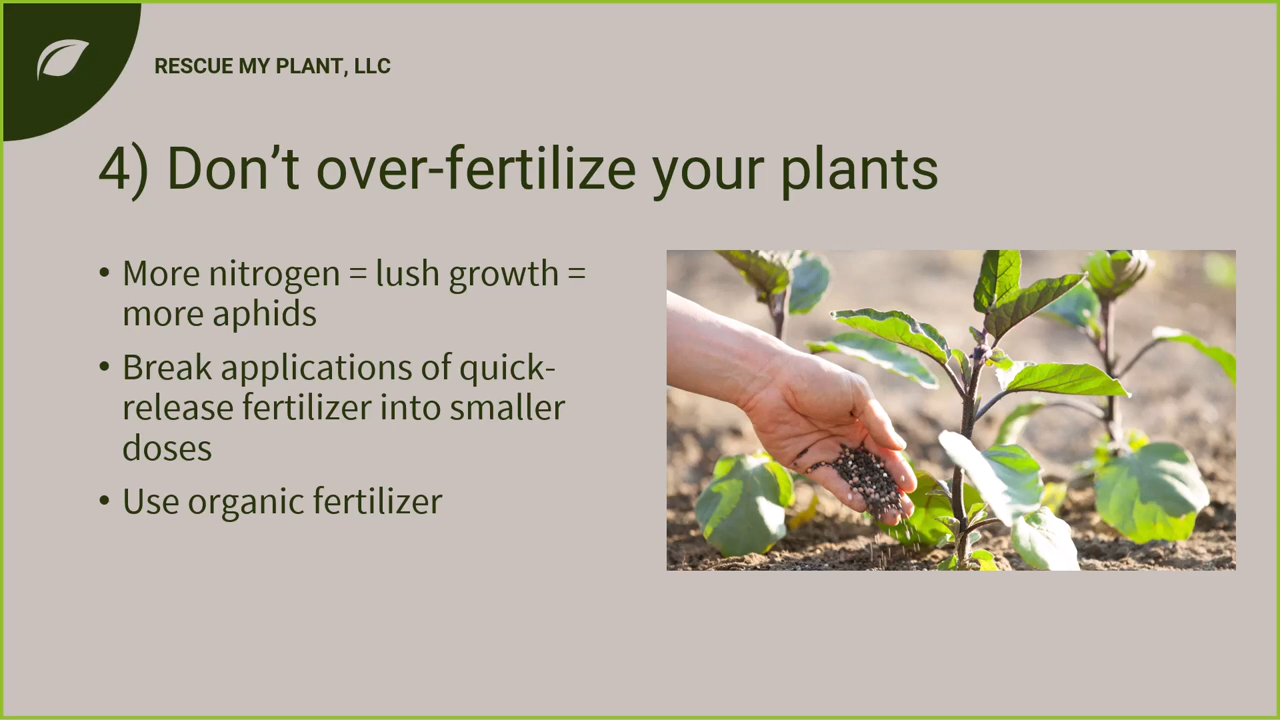 RESCUE MY PLANT, LLC
4) Don’t over-fertilize your plants
• More nitrogen = lush growth =
more aphids
• Break applications of quick-
release fertilizer into smaller
doses
• Use organic fertilizer